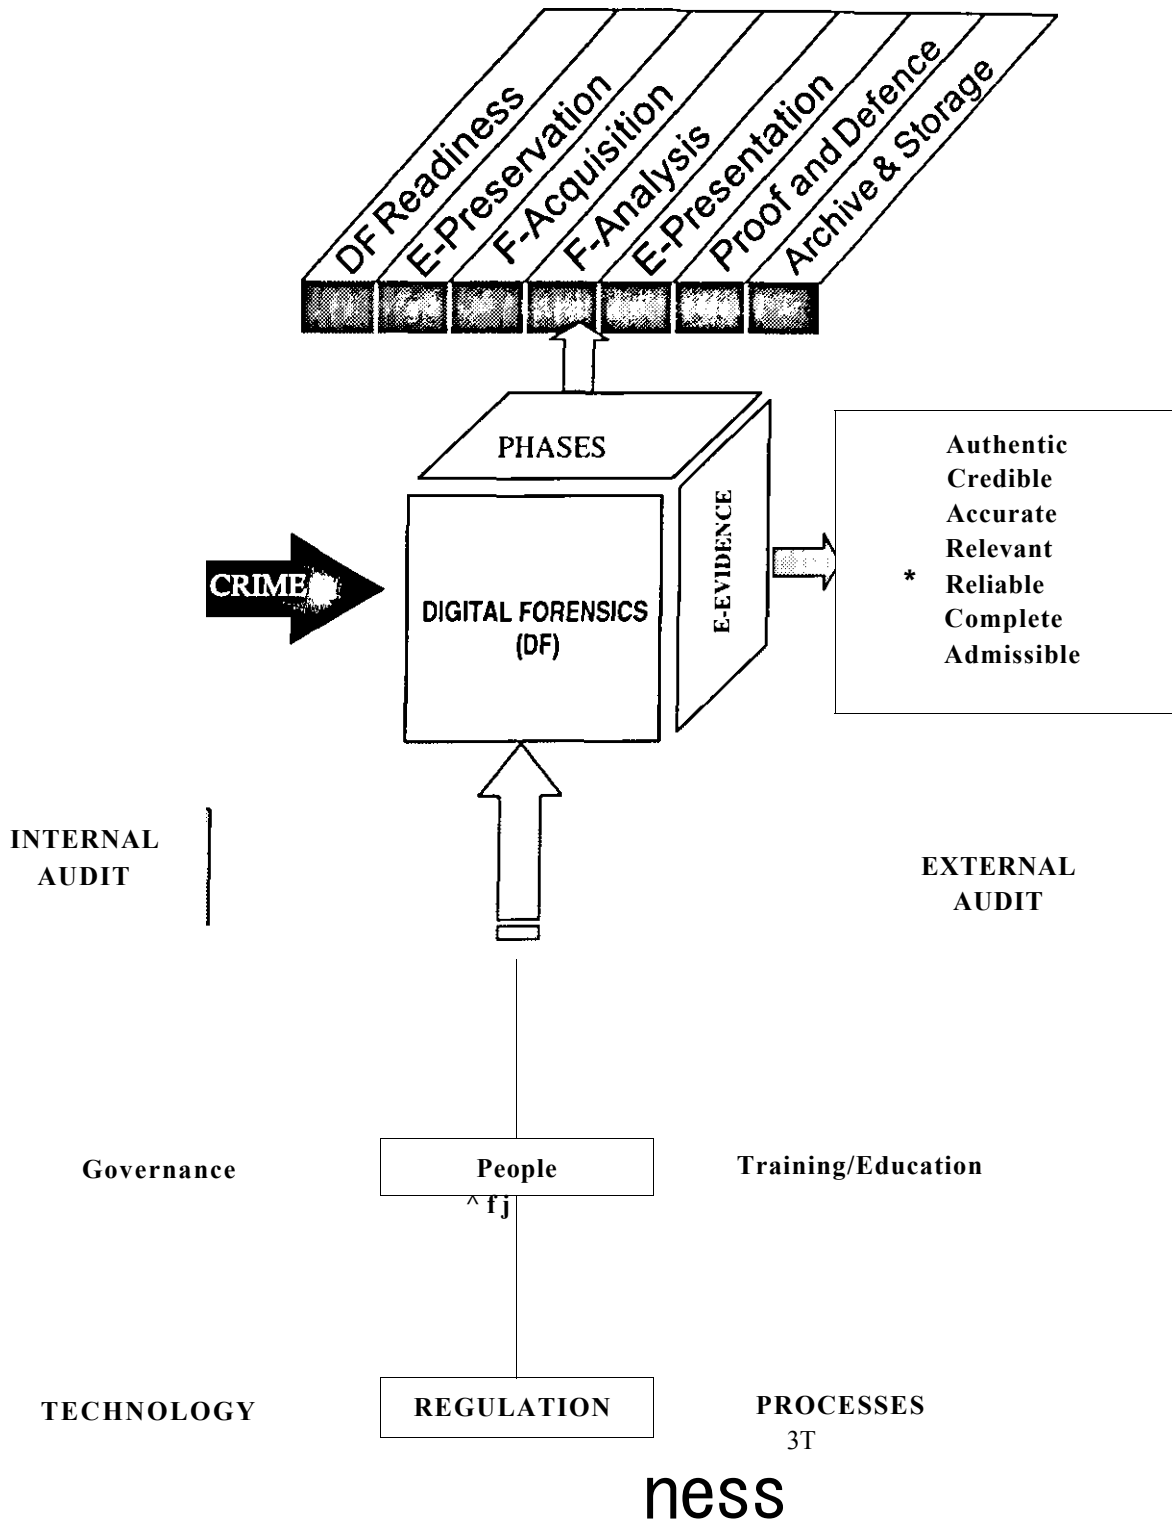 DF Readiness
E-Preservation
F-Acquisition
F-Analysis
E-Presentation
Proof and Defence
Archive & Storage
PHASES
E-EVIDENCE
Authentic
Credible
Accurate
Relevant
* Reliable
Complete
Admissible
CRIME
DIGITAL FORENSICS
(DF)
INTERNAL
AUDIT
EXTERNAL
AUDIT
Governance
People
^ f j
Training/Education
TECHNOLOGY
REGULATION
PROCESSES
3T
ness